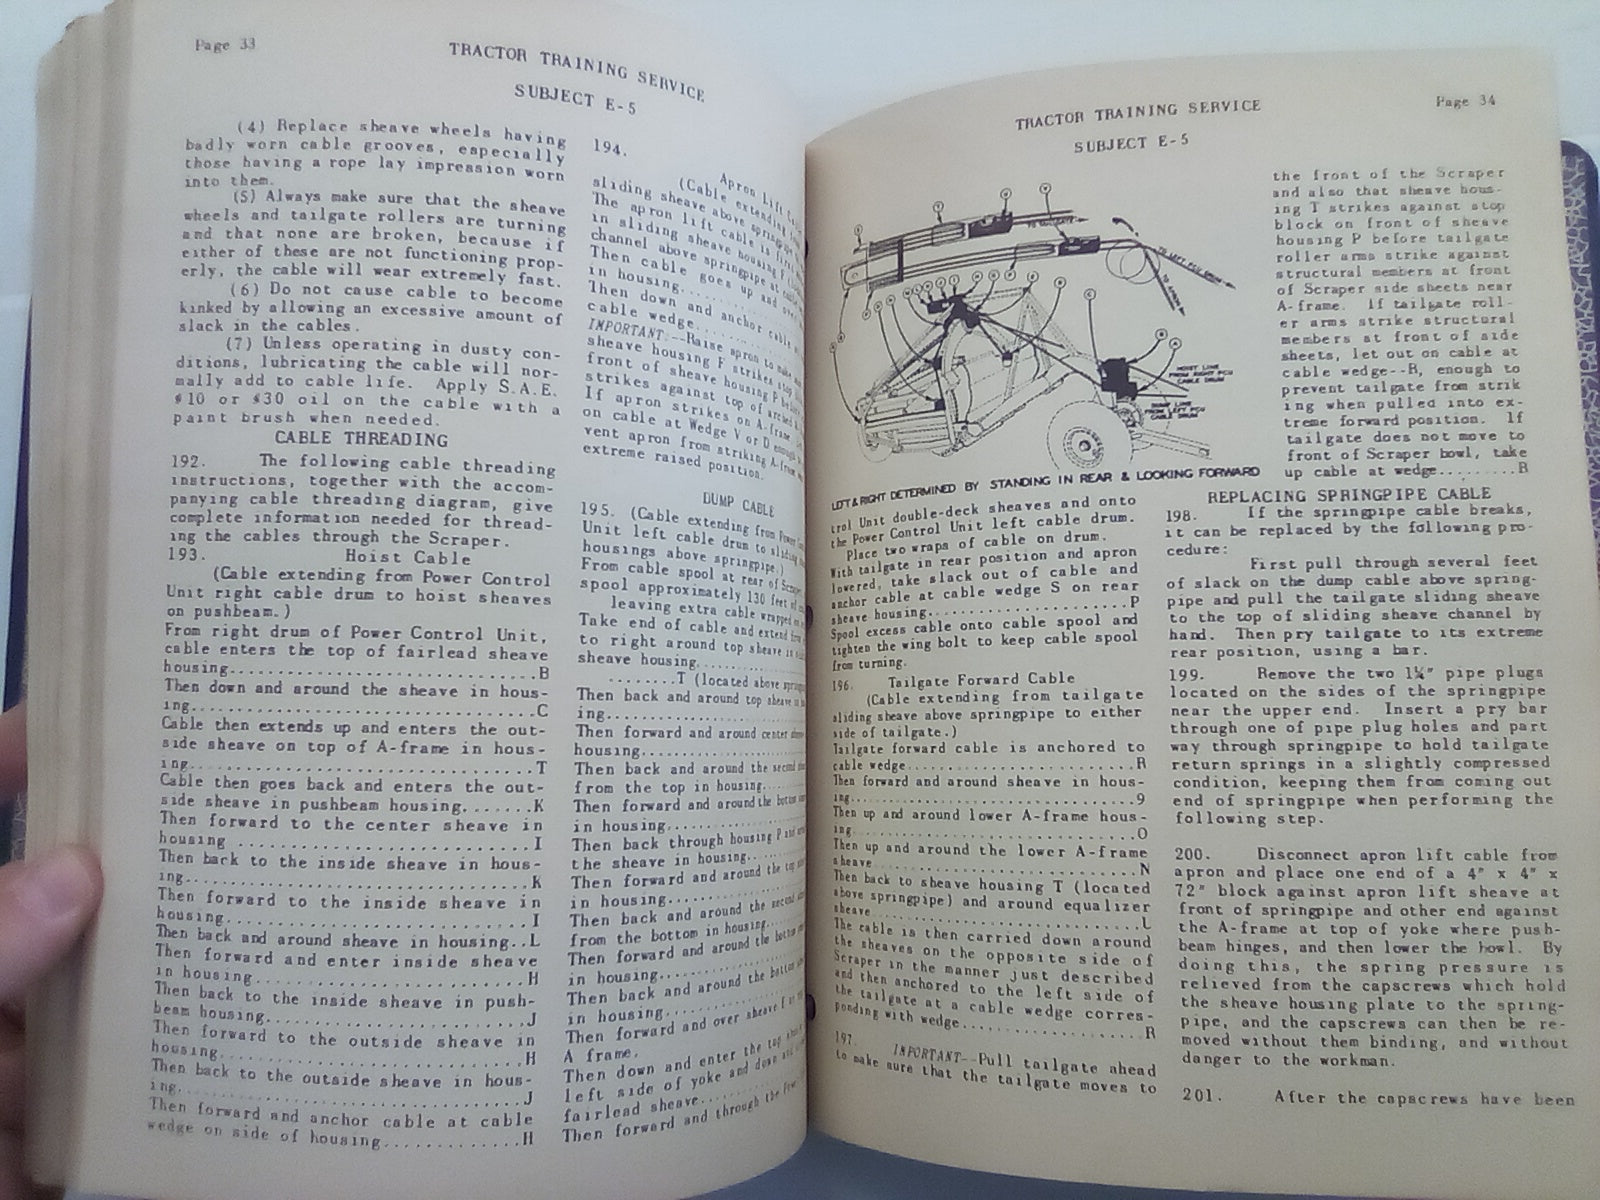 Page 33
TRACTOR TRAINING SERVICE
SUBJECT E-5
(4) Replace sheave wheels having
badly worn cable grooves, especially
those having a rope lay impression worn
into them.
(5) Always make sure that the sheave
wheels and tailgate rollers are turning
and that none are broken, because if
either of these are not functioning prop-
erly, the cable will wear extremely fast.
(6) Do not cause cable to become
kinked by allowing an excessive amount of
slack in the cables.
(7) Unless operating in dusty con-
ditions, lubricating the cable will nor-
mally add to cable life. Apply S.A.E.
#10 or #30 oil on the cable with a
paint brush when needed.
CABLE THREADING
192. The following cable threading
instructions, together with the accom-
panying cable threading diagram, give
complete information needed for thread-
ing the cables through the Scraper.
193. Hoist Cable
(Cable extending from Power Control
Unit right cable drum to hoist sheaves
on pushbeam.)
From right drum of Power Control Unit,
cable enters the top of fairlead sheave
housing..............................B
Then down and around the sheave in hous-
ing..................................C
Cable then extends up and enters the out-
side sheave on top of A-frame in hous-
ing..................................T
Cable then goes back and enters the out-
side sheave in pushbeam housing.......K
Then forward to the center sheave in
housing ............................I
Then back to the inside sheave in hous-
ing..................................K
Then forward to the inside sheave in
housing..............................I
Then back and around sheave in housing..L
Then forward and enter inside sheave
in housing...........................H
Then back to the inside sheave in push-
beam housing.........................J
Then forward to the outside sheave in
housing..............................H
Then back to the outside sheave in hous-
ing..................................J
Then forward and anchor cable at cable
wedge on side of housing.............H
194.
Apron Lift
(Cable extending
sliding sheave above
The apron lift cable is
in sliding sheave housing
channel above springpipe at
Then cable goes up and over
in housing..........
Then down and anchor cable
cable wedge........
IMPORTANT--Raise apron to make
sheave housing F strikes stop
front of sheave housing P before
strikes against top of arched
If apron strikes on A-frame,
on cable at Wedge V or D enough
vent apron from striking A-frame
extreme raised position.
DUMP CABLE
195. (Cable extending from Power
Unit left cable drum to sliding
housings above springpipe.)
From cable spool at rear of Scraper,
spool approximately 130 feet of
leaving extra cable wrapped on
Take end of cable and extend
to right around top sheave in
sheave housing..........
........T (located above
Then back and around top sheave in
ing....................
Then forward and around center
housing................
Then back and around the second
from the top in housing......
Then forward and around the bottom
in housing..............
Then back through housing P and
the sheave in housing......
Then forward and around the top
in housing..............
Then back and around the second
from the bottom in housing......
Then forward and around the bottom
in housing..............
Then back and around the bottom
in housing..............
Then forward and over sheave
A frame.
Then down and enter the top
left side of yoke and down and
fairlead sheave..........
Then forward and through the
TRACTOR TRAINING SERVICE
Page 34
SUBJECT E-5
TO LEFT PCU DRUM
TO APRON
HOIST LINE
FROM RIGHT PCU
CABLE DRUM
DUMP LINE
FROM LEFT PCU
CABLE DRUM
LEFT & RIGHT DETERMINED BY STANDING IN REAR & LOOKING FORWARD
trol Unit double-deck sheaves and onto
the Power Control Unit left cable drum.
Place two wraps of cable on drum.
With tailgate in rear position and apron
lowered, take slack out of cable and
anchor cable at cable wedge S on rear
sheave housing.......................P
Spool excess cable onto cable spool and
tighten the wing bolt to keep cable spool
from turning.
196. Tailgate Forward Cable
(Cable extending from tailgate
sliding sheave above springpipe to either
side of tailgate.)
Tailgate forward cable is anchored to
cable wedge..........................R
Then forward and around sheave in hous-
ing..................................9
Then up and around lower A-frame hous-
ing..................................O
Then up and around the lower A-frame
sheave...............................N
Then back to sheave housing T (located
above springpipe) and around equalizer
sheave...............................L
The cable is then carried down around
the sheaves on the opposite side of
Scraper in the manner just described
and then anchored to the left side of
the tailgate at a cable wedge corres-
ponding with wedge...................R
197. IMPORTANT--Pull tailgate ahead
to make sure that the tailgate moves to
the front of the Scraper
and also that sheave hous-
ing T strikes against stop
block on front of sheave
housing P before tailgate
roller arms strike against
structural members at front
of Scraper side sheets near
A-frame. If tailgate roll-
er arms strike structural
members at front of side
sheets, let out on cable at
cable wedge--R, enough to
prevent tailgate from strik
ing when pulled into ex-
treme forward position. If
tailgate does not move to
front of Scraper bowl, take
up cable at wedge.........R
REPLACING SPRINGPIPE CABLE
198. If the springpipe cable breaks,
it can be replaced by the following pro-
cedure:
First pull through several feet
of slack on the dump cable above spring-
pipe and pull the tailgate sliding sheave
to the top of sliding sheave channel by
hand. Then pry tailgate to its extreme
rear position, using a bar.
199. Remove the two 1¼" pipe plugs
located on the sides of the springpipe
near the upper end. Insert a pry bar
through one of pipe plug holes and part
way through springpipe to hold tailgate
return springs in a slightly compressed
condition, keeping them from coming out
end of springpipe when performing the
following step.
200. Disconnect apron lift cable from
apron and place one end of a 4" x 4" x
72" block against apron lift sheave at
front of springpipe and other end against
the A-frame at top of yoke where push-
beam hinges, and then lower the bowl. By
doing this, the spring pressure is
relieved from the capscrews which hold
the sheave housing plate to the spring-
pipe, and the capscrews can then be re-
moved without them binding, and without
danger to the workman.
201. After the capscrews have been